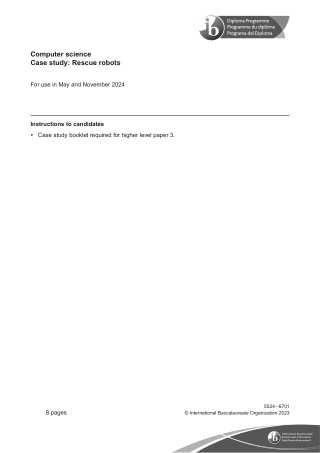 Diploma Programme
Programme du diplôme
Programa del Diploma
Computer science
Case study: Rescue robots
For use in May and November 2024
Instructions to candidates
• Case study booklet required for higher level paper 3.
5524–6701
8 pages
© International Baccalaureate Organization 2023